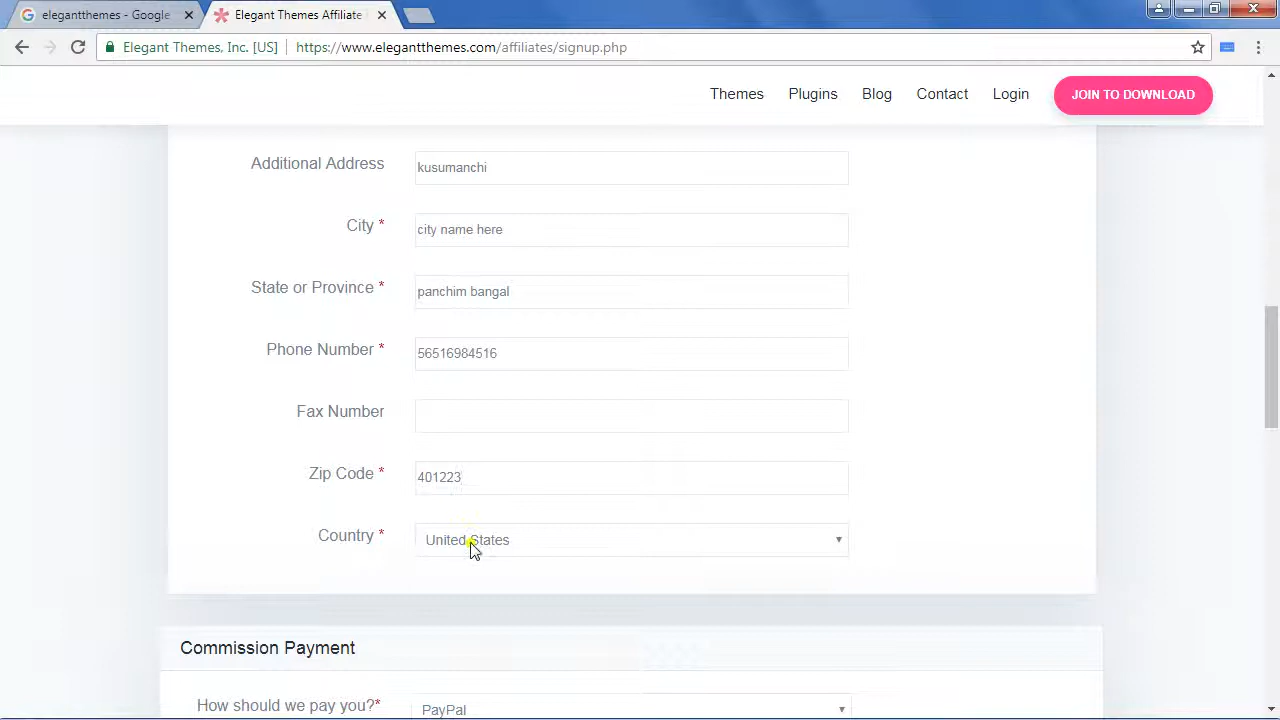 elegantthemes - Google
Elegant Themes Affiliate
Elegant Themes, Inc. [US]
https://www.elegantthemes.com/affiliates/signup.php
Themes
Plugins
Blog
Contact
Login
JOIN TO DOWNLOAD
Additional Address
kusumanchi
City *
city name here
State or Province *
panchim bangal
Phone Number *
56516984516
Fax Number
Zip Code *
401223
Country *
United States
Commission Payment
How should we pay you?*
PayPal